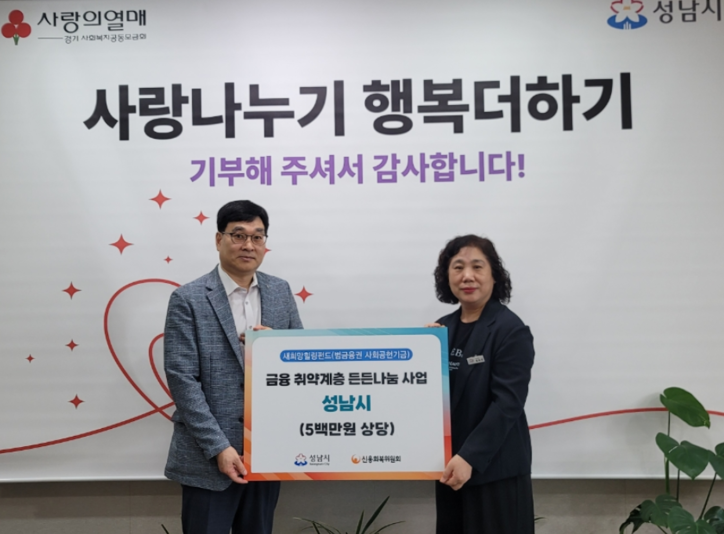 사랑의열매
경기 사회복지공동모금회
성남시
사랑나누기 행복더하기
기부해 주셔서 감사합니다!
새희망힐링펀드(범금융권 사회공헌기금)
금융 취약계층 든든나눔 사업
성남시
(5백만원 상당)
성남시
신용회복위원회